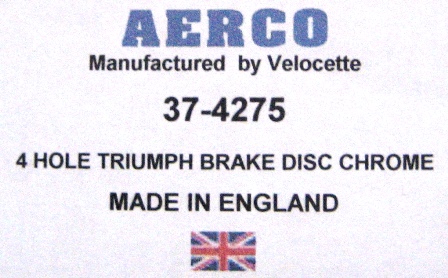 AERCO
Manufactured by Velocette
37-4275
4 HOLE TRIUMPH BRAKE DISC CHROME
MADE IN ENGLAND